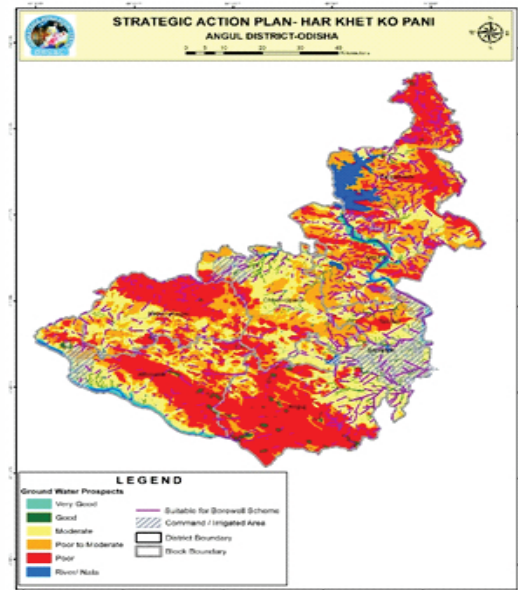 STRATEGIC ACTION PLAN- HAR KHET KO PANI
ANGUL DISTRICT-ODISHA
LEGEND
Ground Water Prospects
Very Good
Good
Moderate
Poor to Moderate
Poor
River/ Nala
Suitable for Borewell Scheme
Command / Irrigated Area
District Boundary
Block Boundary